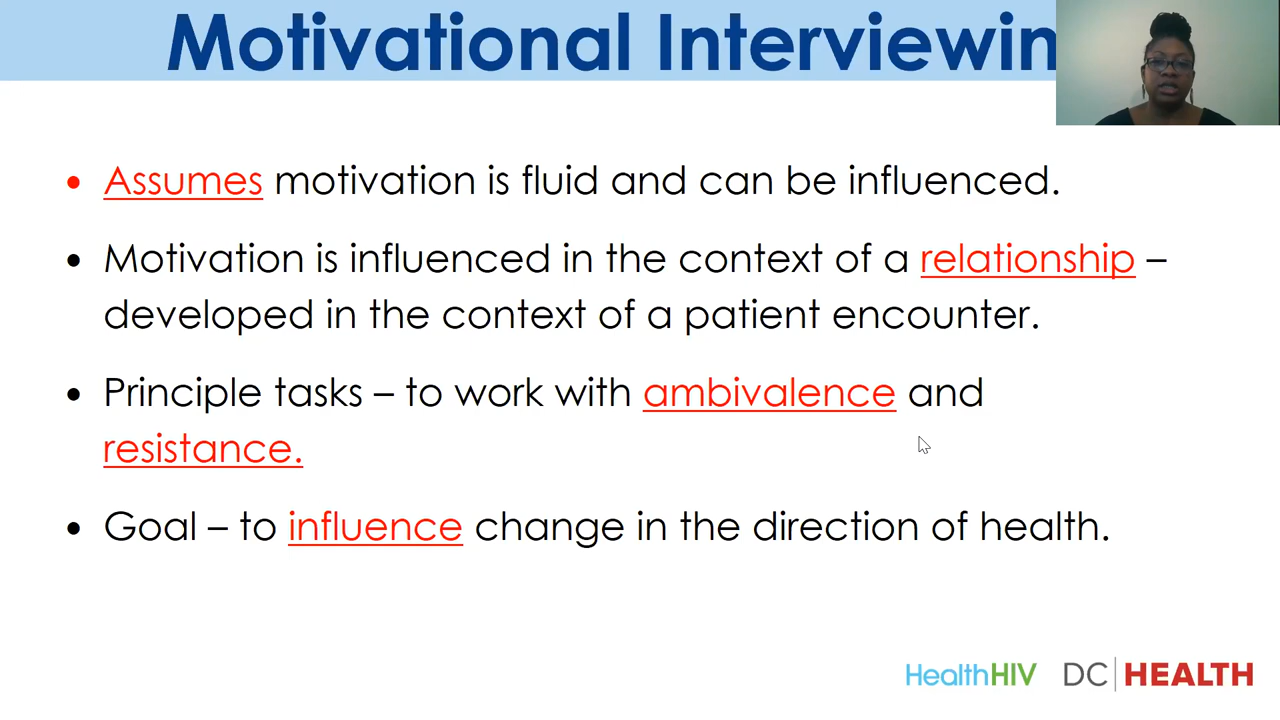 Motivational Interviewin
• Assumes motivation is fluid and can be influenced.
• Motivation is influenced in the context of a relationship –
developed in the context of a patient encounter.
• Principle tasks – to work with ambivalence and
resistance.
• Goal – to influence change in the direction of health.
HealthHIV DC HEALTH